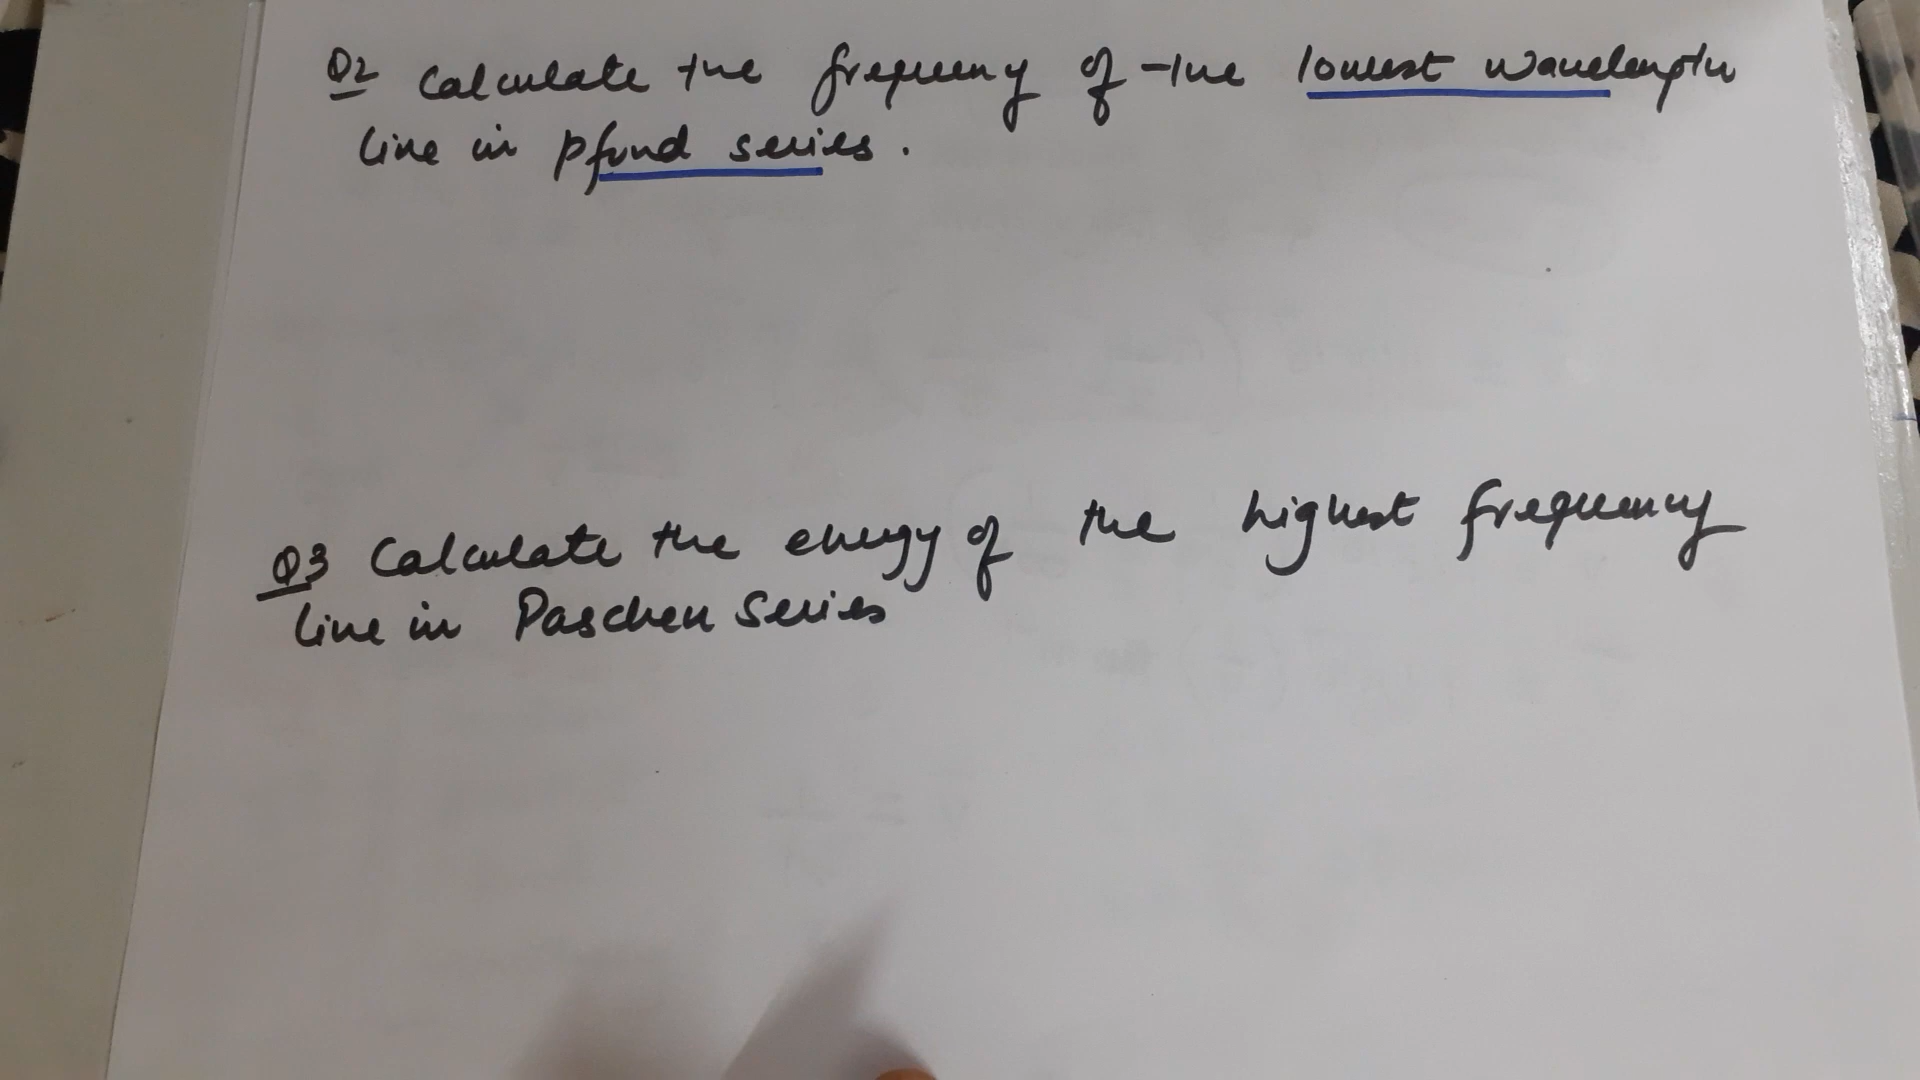 Q2 Calculate the frequency of the lowest wavelength
line in pfund series.
Q3 Calculate the energy of the highest frequency
line in Paschen Series